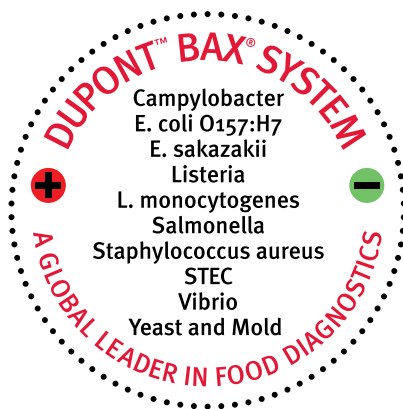 DUPONT™ BAX® SYSTEM
Campylobacter
E. coli O157:H7
E. sakazakii
Listeria
L. monocytogenes
Salmonella
Staphylococcus aureus
STEC
Vibrio
Yeast and Mold
A GLOBAL LEADER IN FOOD DIAGNOSTICS